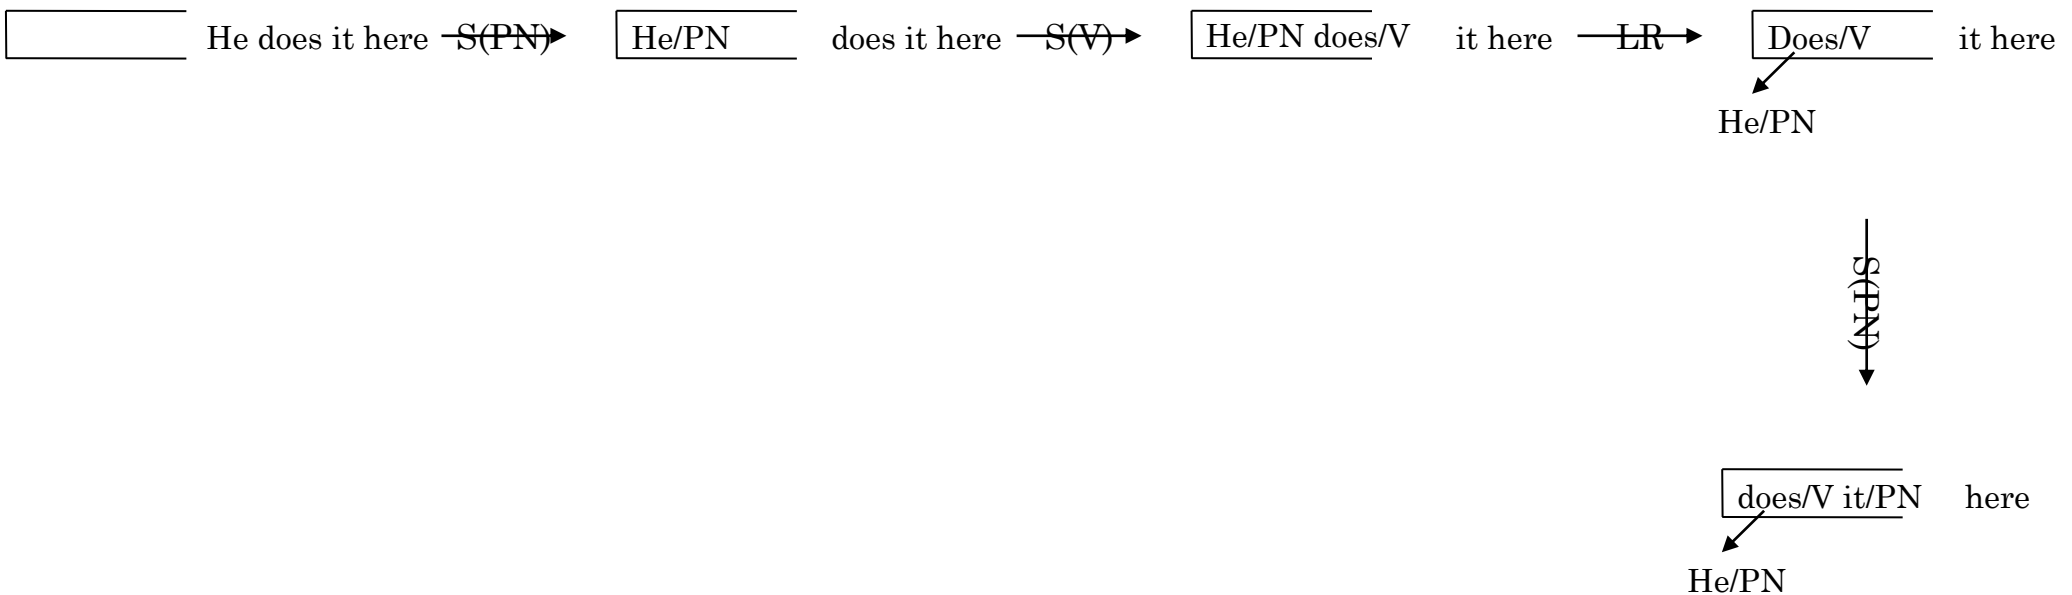 He does it here S(PN) He/PN does it here S(V) He/PN does/V it here LR Does/V it here
He/PN
S(PN)
does/V it/PN here
He/PN